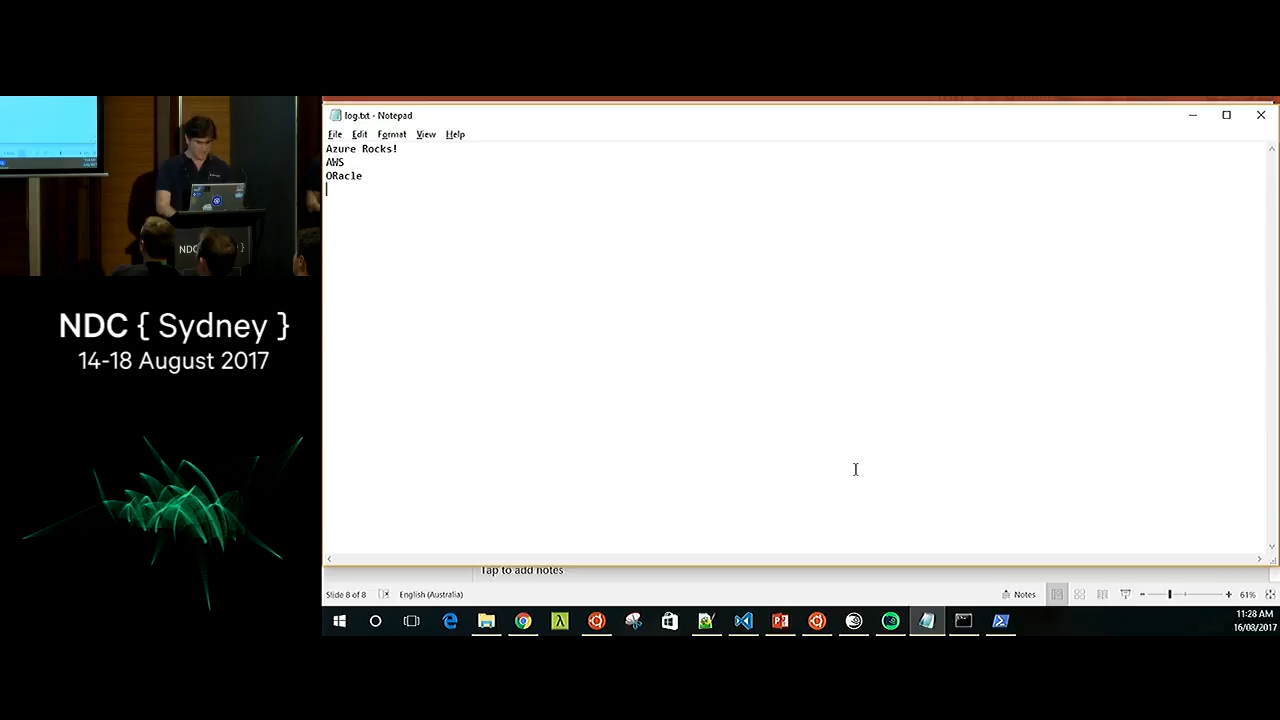 log.txt - Notepad
File Edit Format View Help
Azure Rocks!
AWS
ORacle
NDC
NDC { Sydney }
14-18 August 2017
Tap to add notes
Slide 8 of 8
English (Australia)
Notes
61%
11:28 AM
16/08/2017